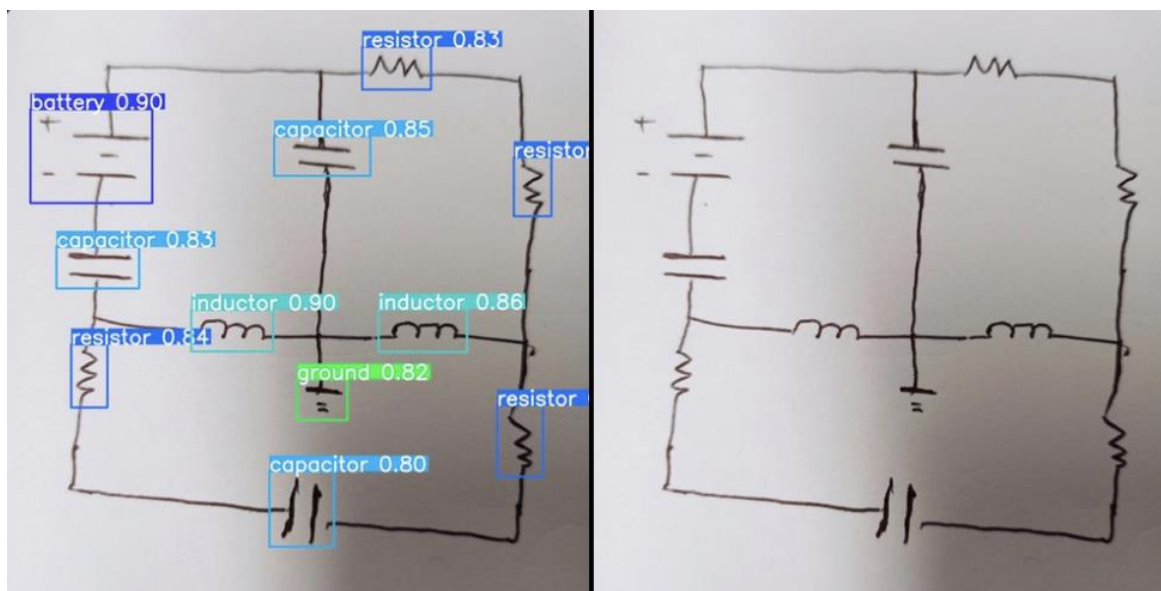 resistor 0.83
battery 0.90
+
-
capacitor 0.85
resistor
capacitor 0.83
inductor 0.90
inductor 0.86
resistor 0.84
ground 0.82
resistor
capacitor 0.80
+
-